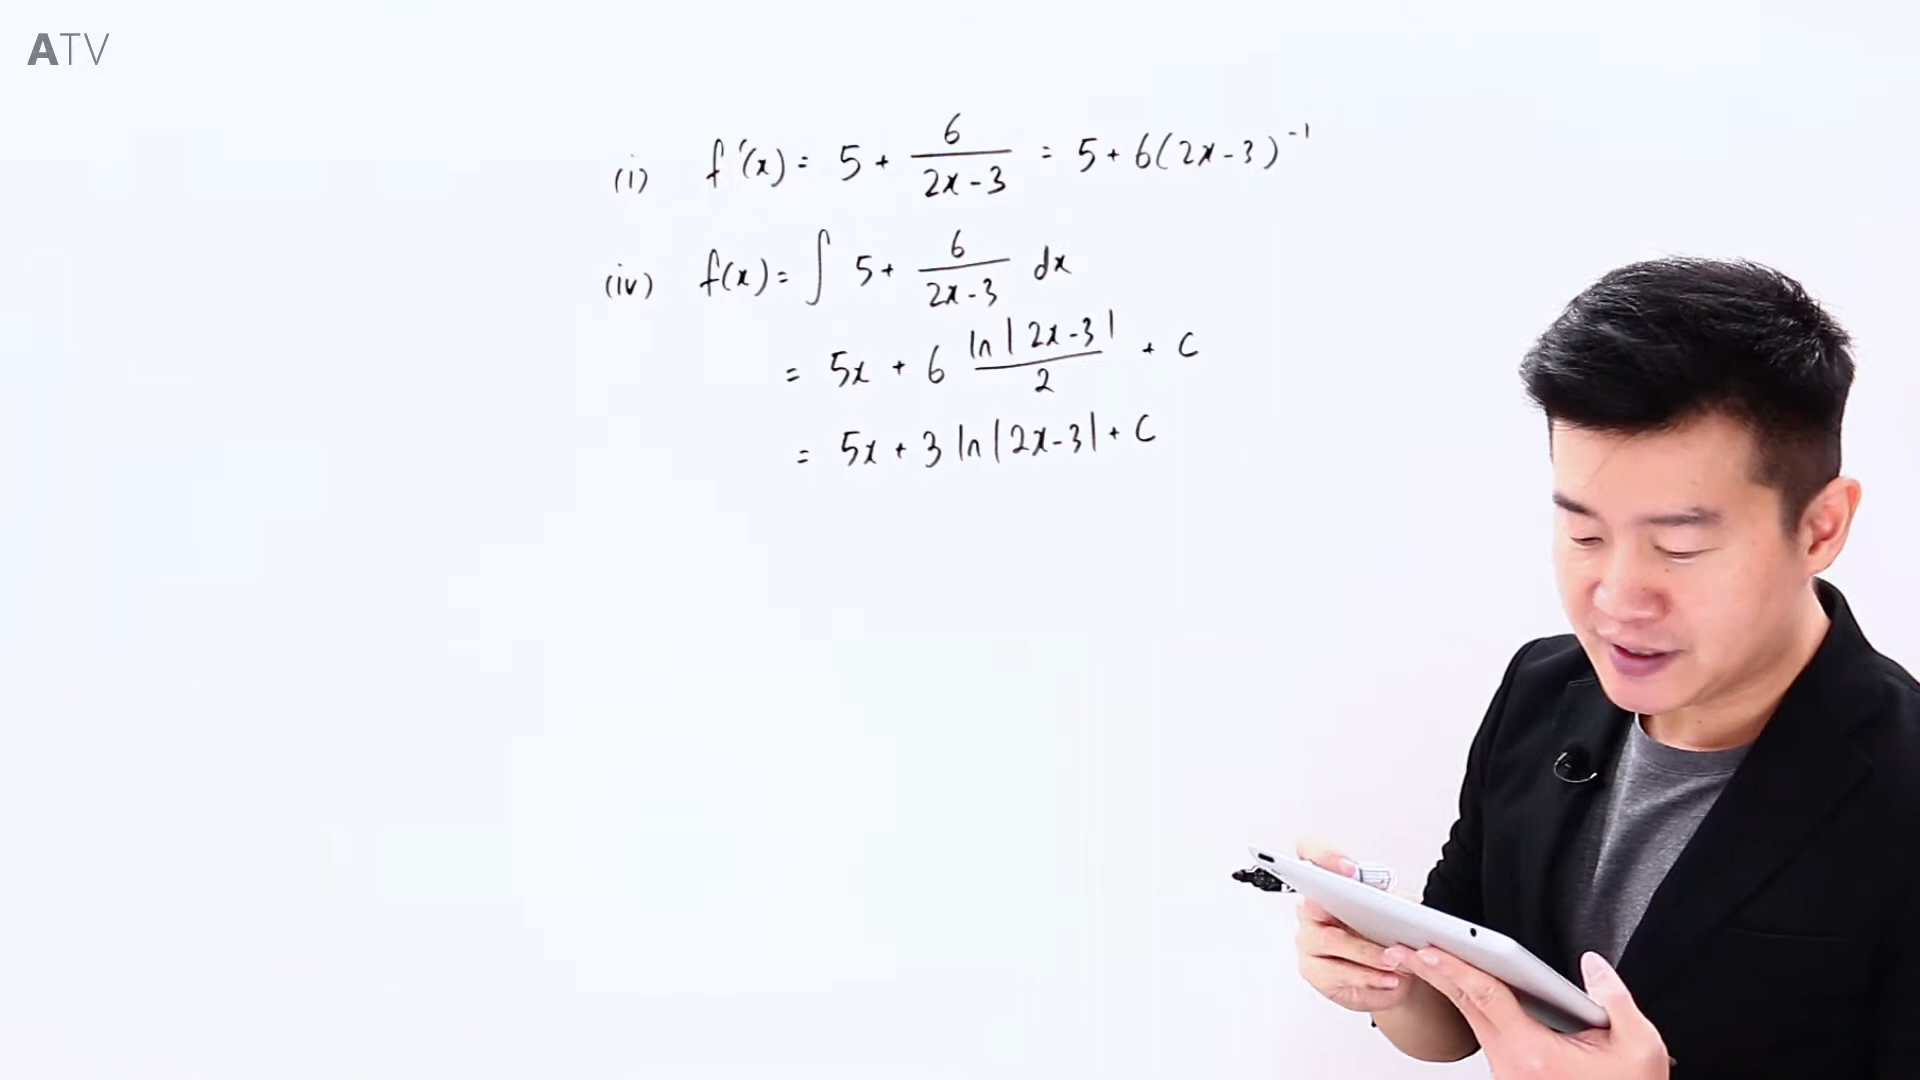 ATV
(i) f'(x) = 5 + 6/(2x-3) = 5 + 6(2x-3)^-1
(iv) f(x) = ∫ 5 + 6/(2x-3) dx
= 5x + 6 ln|2x-3|/2 + C
= 5x + 3 ln|2x-3| + C